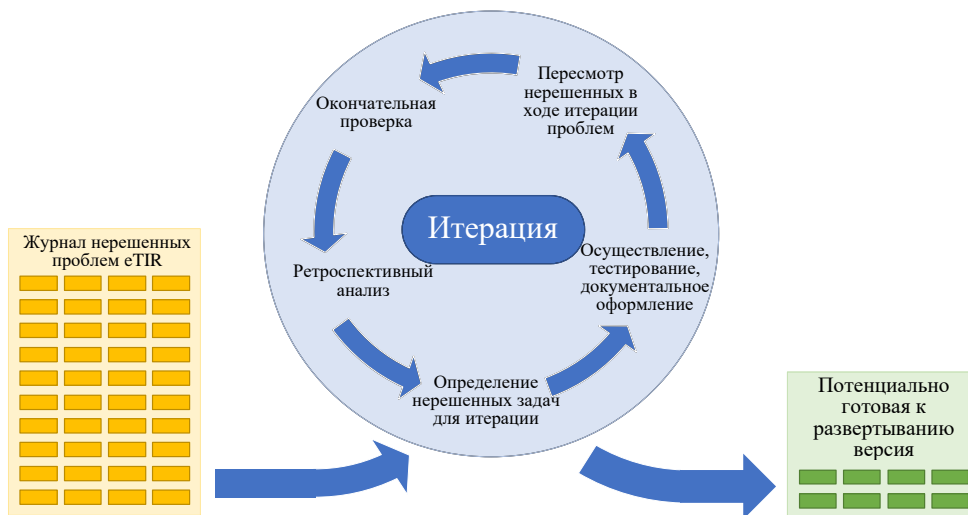 Пересмотр
нерешенных в
ходе итерации
проблем
Окончательная
проверка
Итерация
Журнал нерешенных
проблем eTIR
Ретроспективный
анализ
Осуществление,
тестирование,
документальное
оформление
Определение
нерешенных задач
для итерации
Потенциально
готовая к
развертыванию
версия